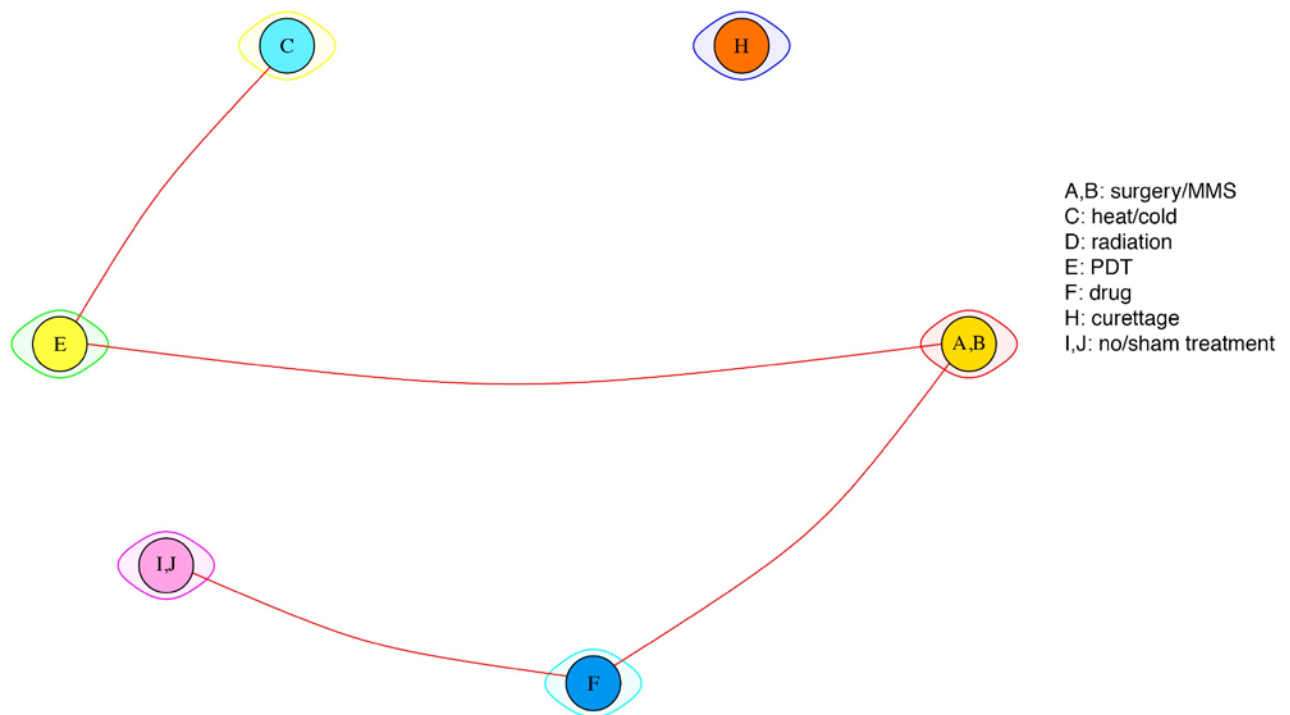 C
H
A,B: surgery/MMS
C: heat/cold
D: radiation
E: PDT
F: drug
H: curettage
I,J: no/sham treatment
E
A,B
I,J
F